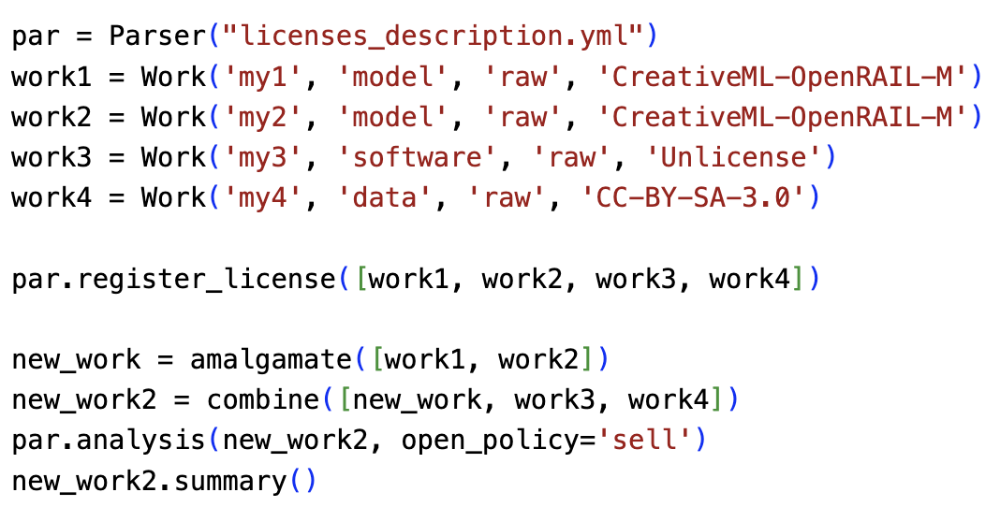 par = Parser("licenses_description.yml")
work1 = Work('my1', 'model', 'raw', 'CreativeML-OpenRAIL-M')
work2 = Work('my2', 'model', 'raw', 'CreativeML-OpenRAIL-M')
work3 = Work('my3', 'software', 'raw', 'Unlicense')
work4 = Work('my4', 'data', 'raw', 'CC-BY-SA-3.0')
par.register_license([work1, work2, work3, work4])
new_work = amalgamate([work1, work2])
new_work2 = combine([new_work, work3, work4])
par.analysis(new_work2, open_policy='sell')
new_work2.summary()